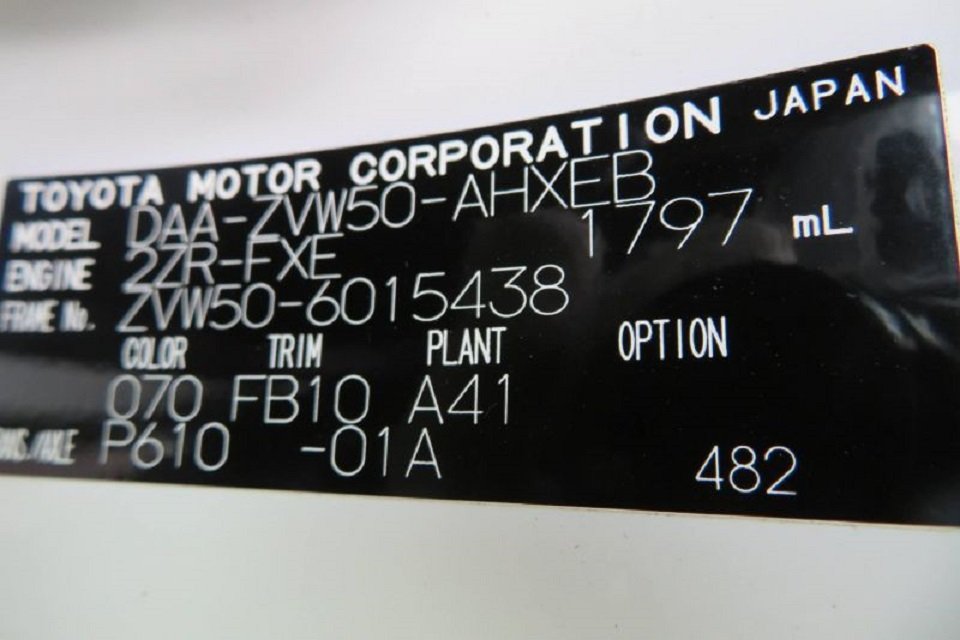 TOYOTA MOTOR CORPORATION JAPAN
MODEL DAA-ZVW50-AHXEB
ENGINE 2ZR-FXE 1797 mL
FRAME No. ZVW50-6015438
COLOR TRIM PLANT OPTION
070 FB10 A41
/AXLE P610 -01A 482